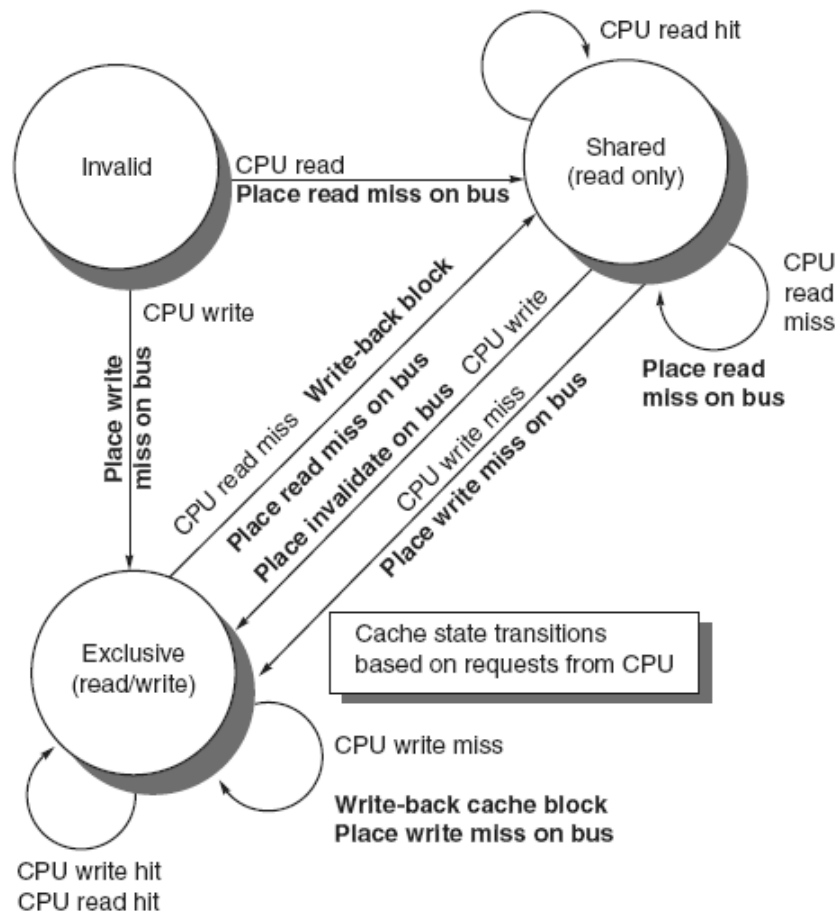 CPU read hit
Invalid
Shared
(read only)
CPU read
Place read miss on bus
CPU
read
miss
Place read
miss on bus
CPU write
Place write
miss on bus
CPU read miss
Write-back block
Place read miss on bus
Place invalidate on bus
CPU write
CPU write miss
Place write miss on bus
Cache state transitions
based on requests from CPU
Exclusive
(read/write)
CPU write miss
Write-back cache block
Place write miss on bus
CPU write hit
CPU read hit